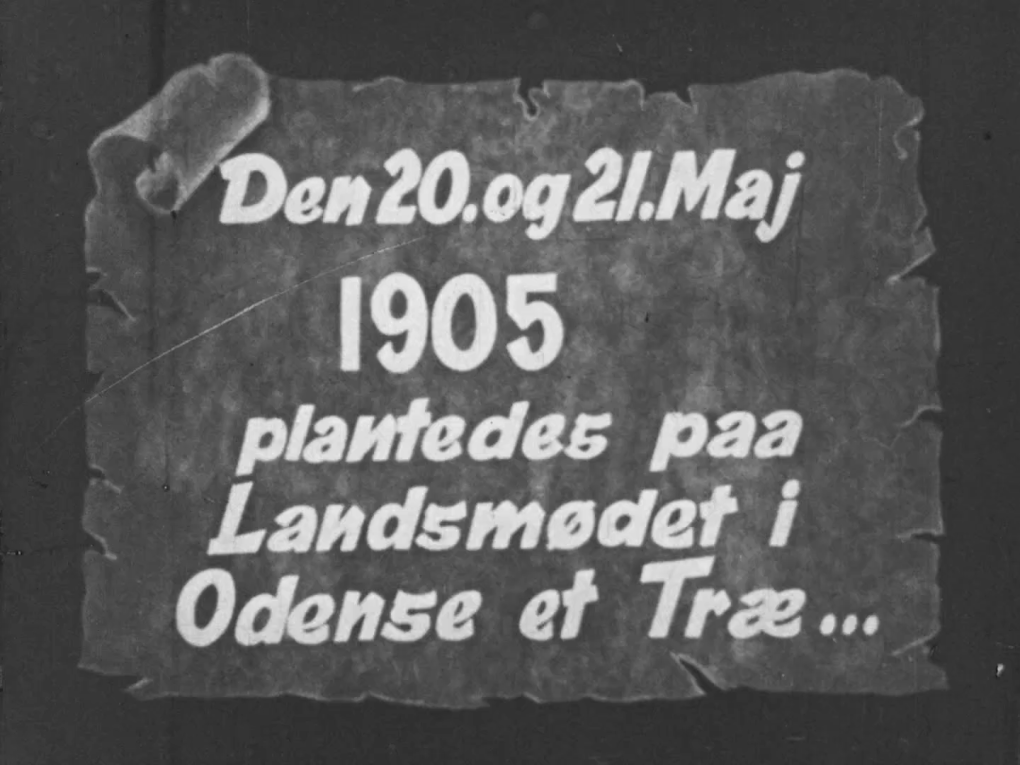 Den 20. og 21. Maj
1905
plantedes paa
Landsmødet i
Odense et Træ...